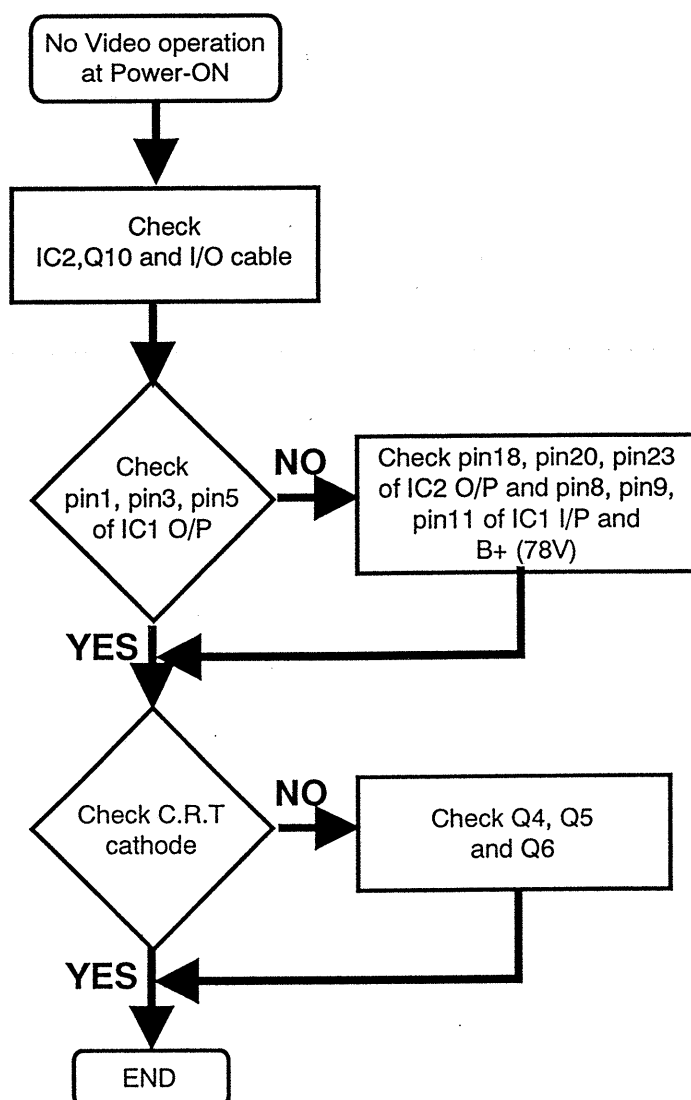 No Video operation
at Power-ON
Check
IC2,Q10 and I/O cable
Check
pin1, pin3, pin5
of IC1 O/P
NO
Check pin18, pin20, pin23
of IC2 O/P and pin8, pin9,
pin11 of IC1 I/P and
B+ (78V)
YES
Check C.R.T
cathode
NO
Check Q4, Q5
and Q6
YES
END